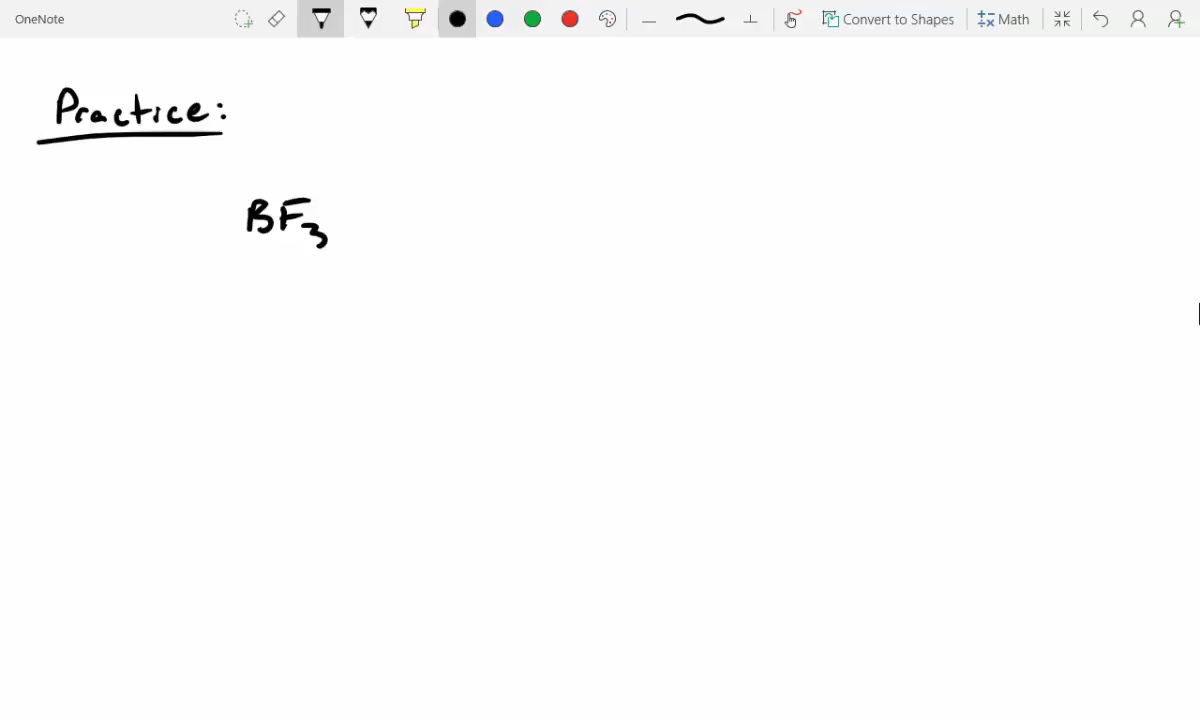 OneNote
Convert to Shapes
Math
Practice:
BF₃